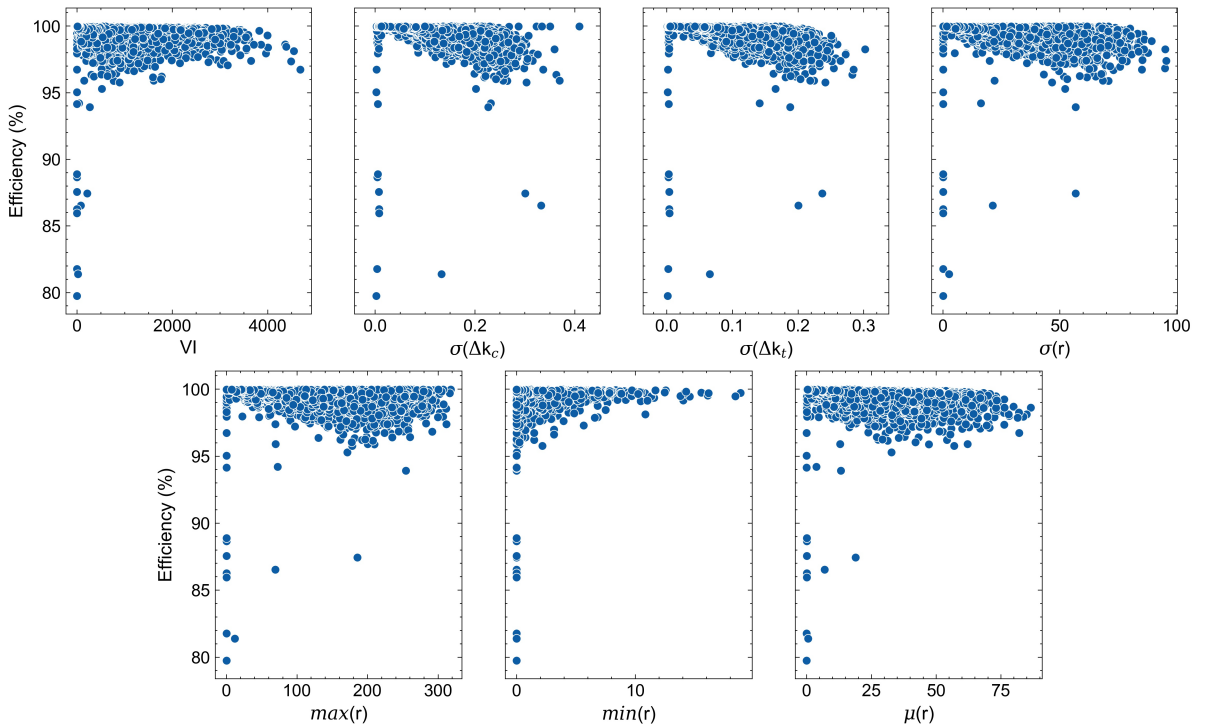 100
95
90
85
80
Efficiency (%)
0 2000 4000
VI
0.0 0.2 0.4
σ(Δk_c)
0.0 0.1 0.2 0.3
σ(Δk_t)
0 50 100
σ(r)
100
95
90
85
80
Efficiency (%)
0 100 200 300
max(r)
0 10
min(r)
0 25 50 75
μ(r)